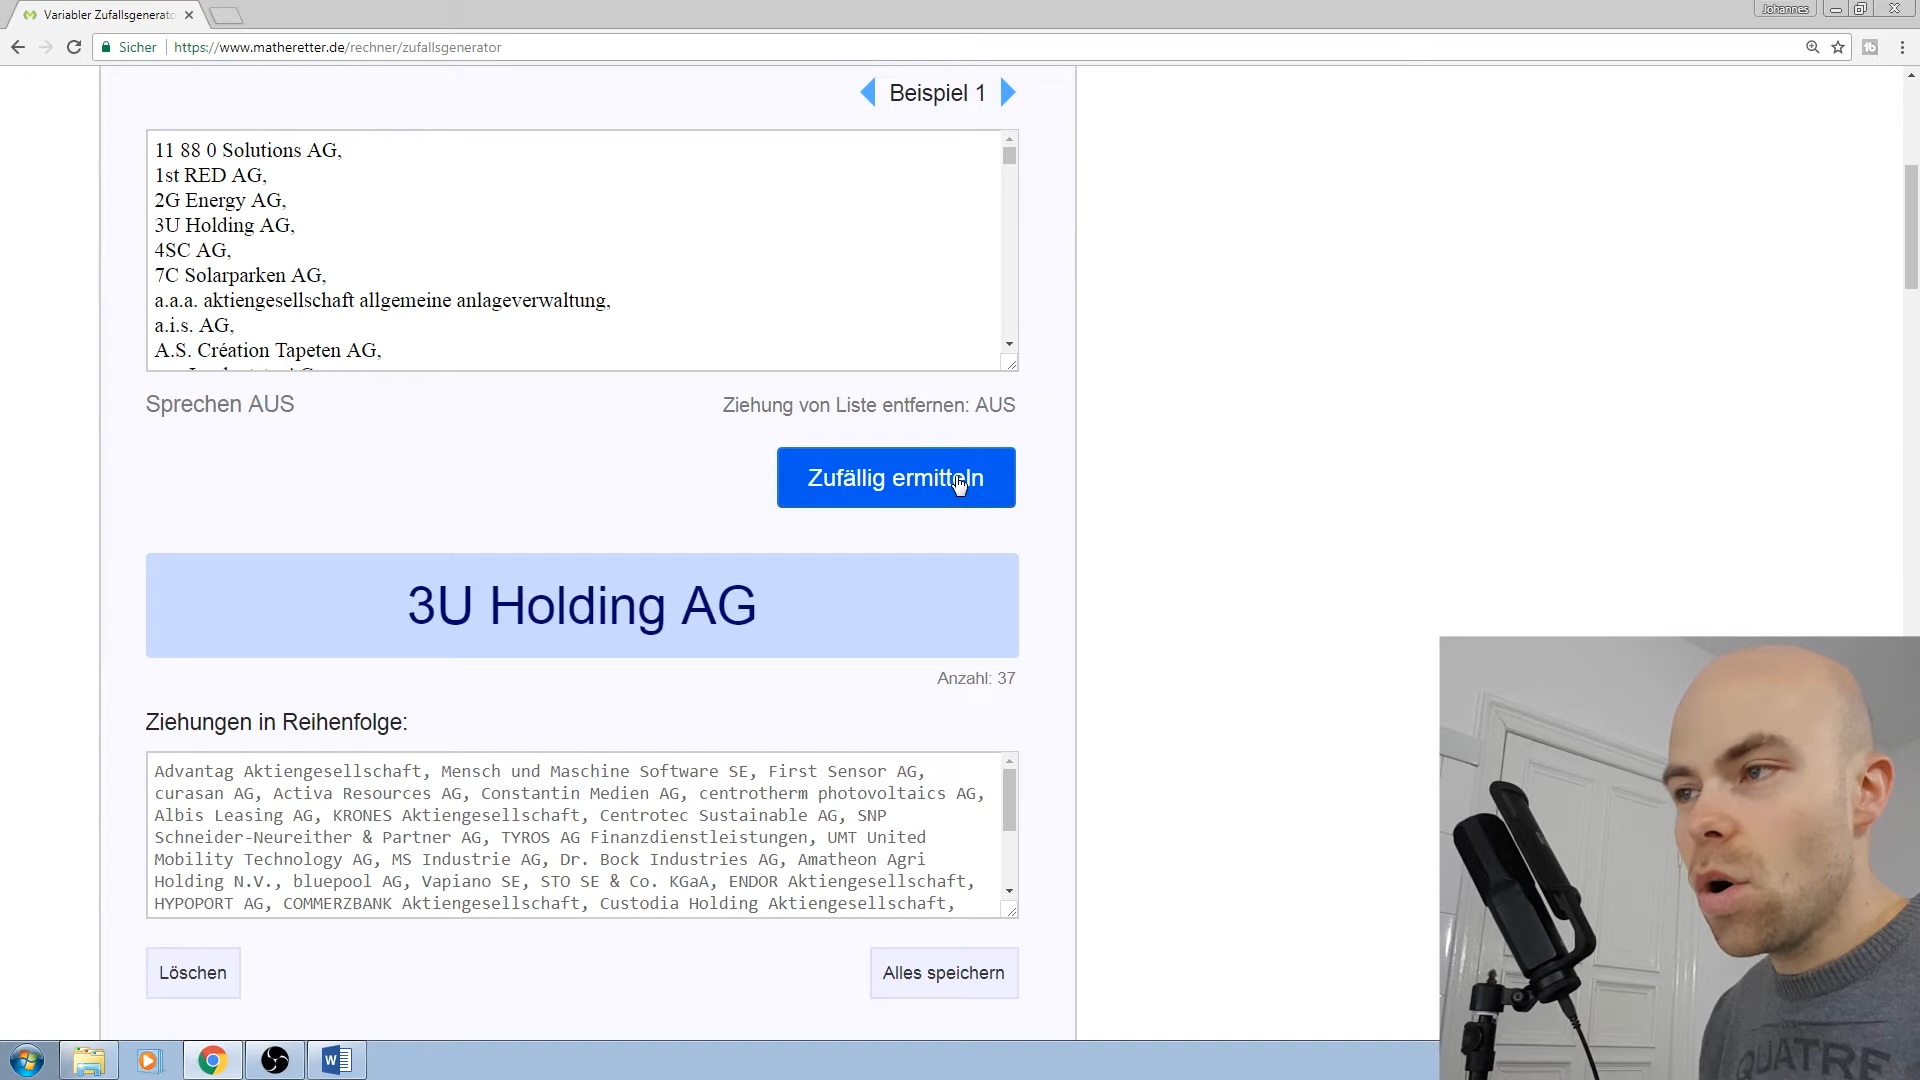 Variabler Zufallsgenerato
Johannes
Sicher
https://www.matheretter.de/rechner/zufallsgenerator
Beispiel 1
11 88 0 Solutions AG,
1st RED AG,
2G Energy AG,
3U Holding AG,
4SC AG,
7C Solarparken AG,
a.a.a. aktiengesellschaft allgemeine anlageverwaltung,
a.i.s. AG,
A.S. Création Tapeten AG,
Sprechen AUS
Ziehung von Liste entfernen: AUS
Zufällig ermitteln
3U Holding AG
Anzahl: 37
Ziehungen in Reihenfolge:
Advantag Aktiengesellschaft, Mensch und Maschine Software SE, First Sensor AG,
curasan AG, Activa Resources AG, Constantin Medien AG, centrotherm photovoltaics AG,
Albis Leasing AG, KRONES Aktiengesellschaft, Centrotec Sustainable AG, SNP
Schneider-Neureither & Partner AG, TYROS AG Finanzdienstleistungen, UMT United
Mobility Technology AG, MS Industrie AG, Dr. Bock Industries AG, Amatheon Agri
Holding N.V., bluepool AG, Vapiano SE, STO SE & Co. KGaA, ENDOR Aktiengesellschaft,
HYPOPORT AG, COMMERZBANK Aktiengesellschaft, Custodia Holding Aktiengesellschaft,
Löschen
Alles speichern
QUATRE